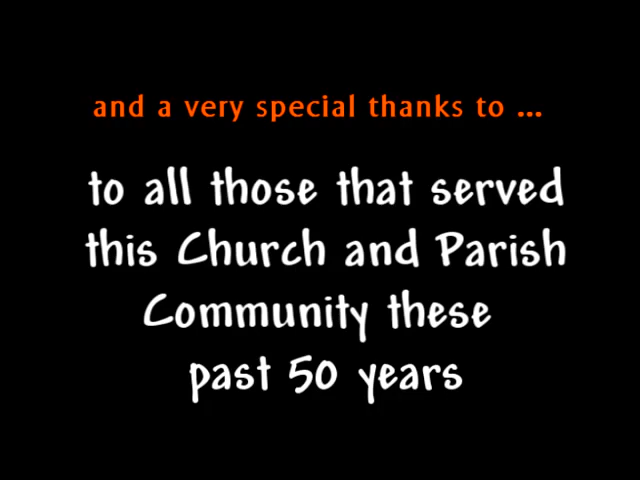 and a very special thanks to ...
to all those that served
this Church and Parish
Community these
past 50 years